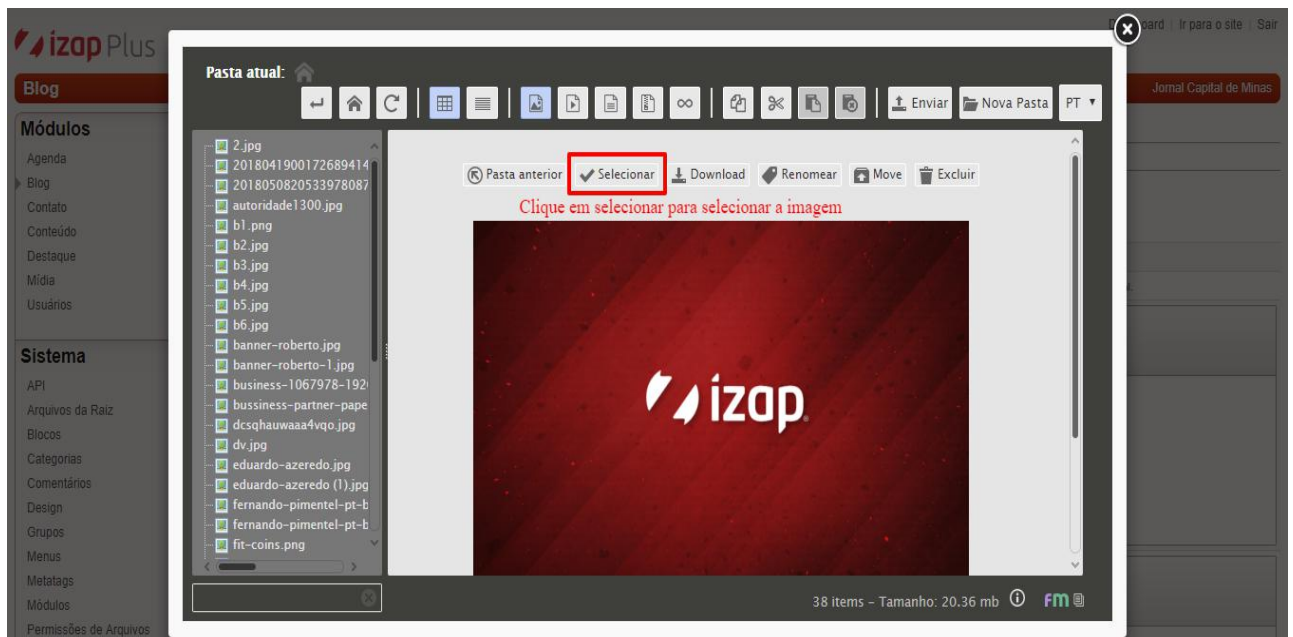 izap Plus
Dashboard | Ir para o site | Sair
Blog
Jornal Capital de Minas
Módulos
Agenda
Blog
Contato
Conteúdo
Destaque
Mídia
Usuários
Sistema
API
Arquivos da Raiz
Blocos
Categorias
Comentários
Design
Grupos
Menus
Metatags
Módulos
Permissões de Arquivos
Pasta atual:
Enviar Nova Pasta PT
2.jpg
2018041900172689414
2018050820533978087
autoridade1300.jpg
b1.png
b2.jpg
b3.jpg
b4.jpg
b5.jpg
b6.jpg
banner-roberto.jpg
banner-roberto-1.jpg
business-1067978-192
bussiness-partner-pape
dcsqhauwaaa4vqo.jpg
dv.jpg
eduardo-azeredo.jpg
eduardo-azeredo (1).jpg
fernando-pimentel-pt-b
fernando-pimentel-pt-b
fit-coins.png
Pasta anterior Selecionar Download Renomear Move Excluir
Clique em selecionar para selecionar a imagem
izap
38 items - Tamanho: 20.36 mb fm